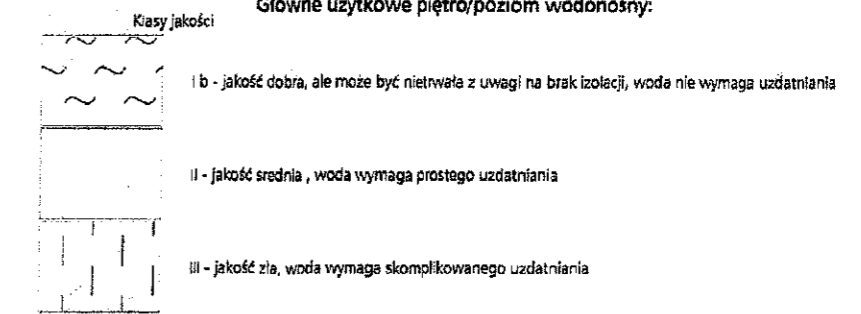 Główne użytkowe piętro/poziom wodonośny:
Klasy jakości
I b - jakość dobra, ale może być nietrwała z uwagi na brak izolacji, woda nie wymaga uzdatniania
II - jakość srednia , woda wymaga prostego uzdatniania
III - jakość zła, woda wymaga skomplikowanego uzdatniania